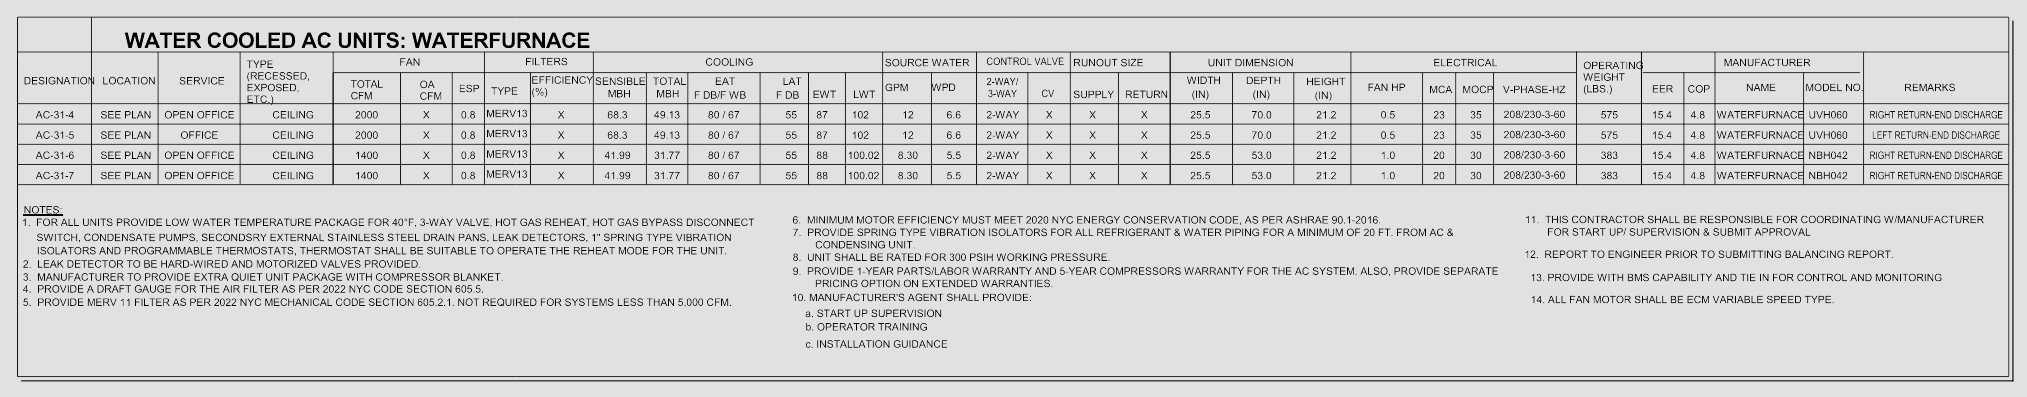 WATER COOLED AC UNITS: WATERFURNACE
DESIGNATION LOCATION SERVICE TYPE (RECESSED, EXPOSED, ETC.) FAN FILTERS COOLING SOURCE WATER CONTROL VALVE RUNOUT SIZE UNIT DIMENSION ELECTRICAL OPERATING WEIGHT (LBS.) MANUFACTURER
TOTAL CFM OA CFM ESP TYPE EFFICIENCY (%) SENSIBLE MBH TOTAL MBH EAT F DB/F WB LAT F DB EWT LWT GPM WPD 2-WAY/ 3-WAY CV SUPPLY RETURN WIDTH (IN) DEPTH (IN) HEIGHT (IN) FAN HP MCA MOCP V-PHASE-HZ EER COP NAME MODEL NO. REMARKS
AC-31-4 SEE PLAN OPEN OFFICE CEILING 2000 X 0.8 MERV13 X 68.3 49.13 80 / 67 55 87 102 12 6.6 2-WAY X X X 25.5 70.0 21.2 0.5 23 35 208/230-3-60 575 15.4 4.8 WATERFURNACE UVH060 RIGHT RETURN-END DISCHARGE
AC-31-5 SEE PLAN OFFICE CEILING 2000 X 0.8 MERV13 X 68.3 49.13 80 / 67 55 87 102 12 6.6 2-WAY X X X 25.5 70.0 21.2 0.5 23 35 208/230-3-60 575 15.4 4.8 WATERFURNACE UVH060 LEFT RETURN-END DISCHARGE
AC-31-6 SEE PLAN OPEN OFFICE CEILING 1400 X 0.8 MERV13 X 41.99 31.77 80 / 67 55 88 100.02 8.30 5.5 2-WAY X X X 25.5 53.0 21.2 1.0 20 30 208/230-3-60 383 15.4 4.8 WATERFURNACE NBH042 RIGHT RETURN-END DISCHARGE
AC-31-7 SEE PLAN OPEN OFFICE CEILING 1400 X 0.8 MERV13 X 41.99 31.77 80 / 67 55 88 100.02 8.30 5.5 2-WAY X X X 25.5 53.0 21.2 1.0 20 30 208/230-3-60 383 15.4 4.8 WATERFURNACE NBH042 RIGHT RETURN-END DISCHARGE
NOTES:
1. FOR ALL UNITS PROVIDE LOW WATER TEMPERATURE PACKAGE FOR 40°F, 3-WAY VALVE, HOT GAS REHEAT, HOT GAS BYPASS DISCONNECT
SWITCH, CONDENSATE PUMPS, SECONDSRY EXTERNAL STAINLESS STEEL DRAIN PANS, LEAK DETECTORS, 1" SPRING TYPE VIBRATION
ISOLATORS AND PROGRAMMABLE THERMOSTATS, THERMOSTAT SHALL BE SUITABLE TO OPERATE THE REHEAT MODE FOR THE UNIT.
2. LEAK DETECTOR TO BE HARD-WIRED AND MOTORIZED VALVES PROVIDED.
3. MANUFACTURER TO PROVIDE EXTRA QUIET UNIT PACKAGE WITH COMPRESSOR BLANKET.
4. PROVIDE A DRAFT GAUGE FOR THE AIR FILTER AS PER 2022 NYC CODE SECTION 605.5.
5. PROVIDE MERV 11 FILTER AS PER 2022 NYC MECHANICAL CODE SECTION 605.2.1. NOT REQUIRED FOR SYSTEMS LESS THAN 5,000 CFM.
6. MINIMUM MOTOR EFFICIENCY MUST MEET 2020 NYC ENERGY CONSERVATION CODE, AS PER ASHRAE 90.1-2016.
7. PROVIDE SPRING TYPE VIBRATION ISOLATORS FOR ALL REFRIGERANT & WATER PIPING FOR A MINIMUM OF 20 FT. FROM AC &
CONDENSING UNIT.
8. UNIT SHALL BE RATED FOR 300 PSIH WORKING PRESSURE.
9. PROVIDE 1-YEAR PARTS/LABOR WARRANTY AND 5-YEAR COMPRESSORS WARRANTY FOR THE AC SYSTEM. ALSO, PROVIDE SEPARATE
PRICING OPTION ON EXTENDED WARRANTIES.
10. MANUFACTURER'S AGENT SHALL PROVIDE:
a. START UP SUPERVISION
b. OPERATOR TRAINING
c. INSTALLATION GUIDANCE
11. THIS CONTRACTOR SHALL BE RESPONSIBLE FOR COORDINATING W/MANUFACTURER
FOR START UP/ SUPERVISION & SUBMIT APPROVAL
12. REPORT TO ENGINEER PRIOR TO SUBMITTING BALANCING REPORT.
13. PROVIDE WITH BMS CAPABILITY AND TIE IN FOR CONTROL AND MONITORING
14. ALL FAN MOTOR SHALL BE ECM VARIABLE SPEED TYPE.